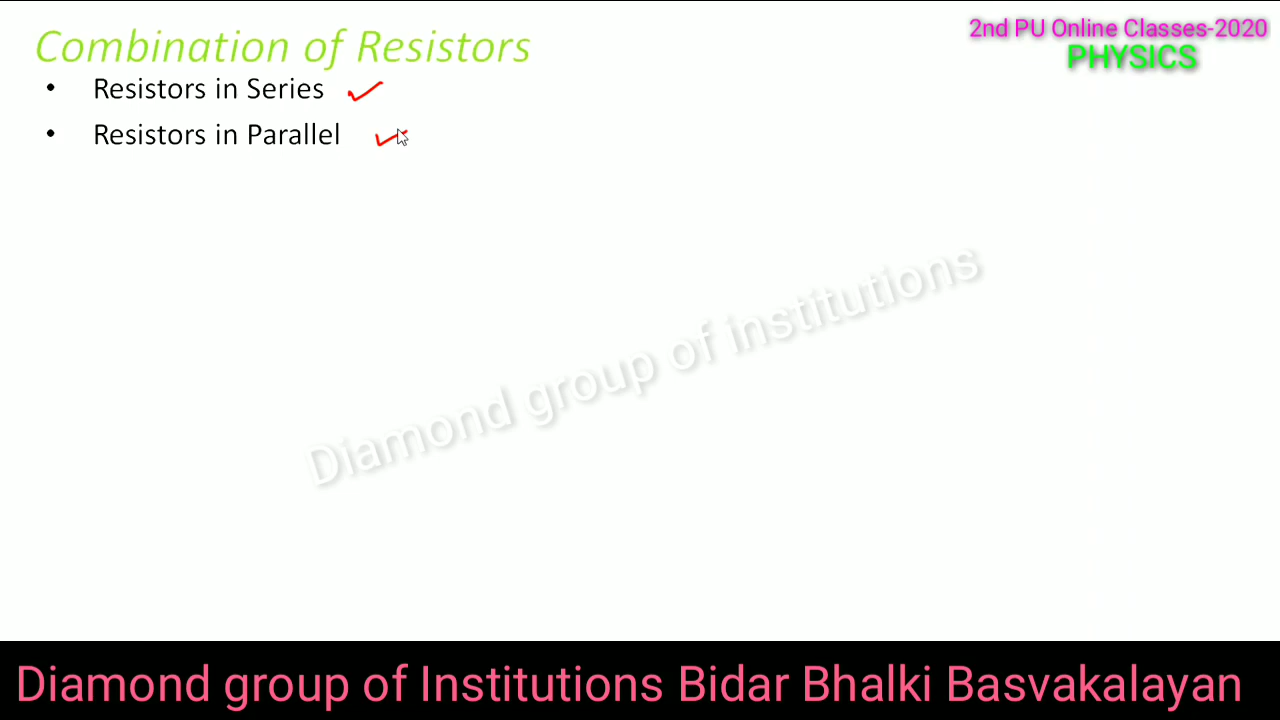 Combination of Resistors
2nd PU Online Classes-2020
PHYSICS
• Resistors in Series
• Resistors in Parallel
Diamond group of institutions
Diamond group of Institutions Bidar Bhalki Basvakalayan